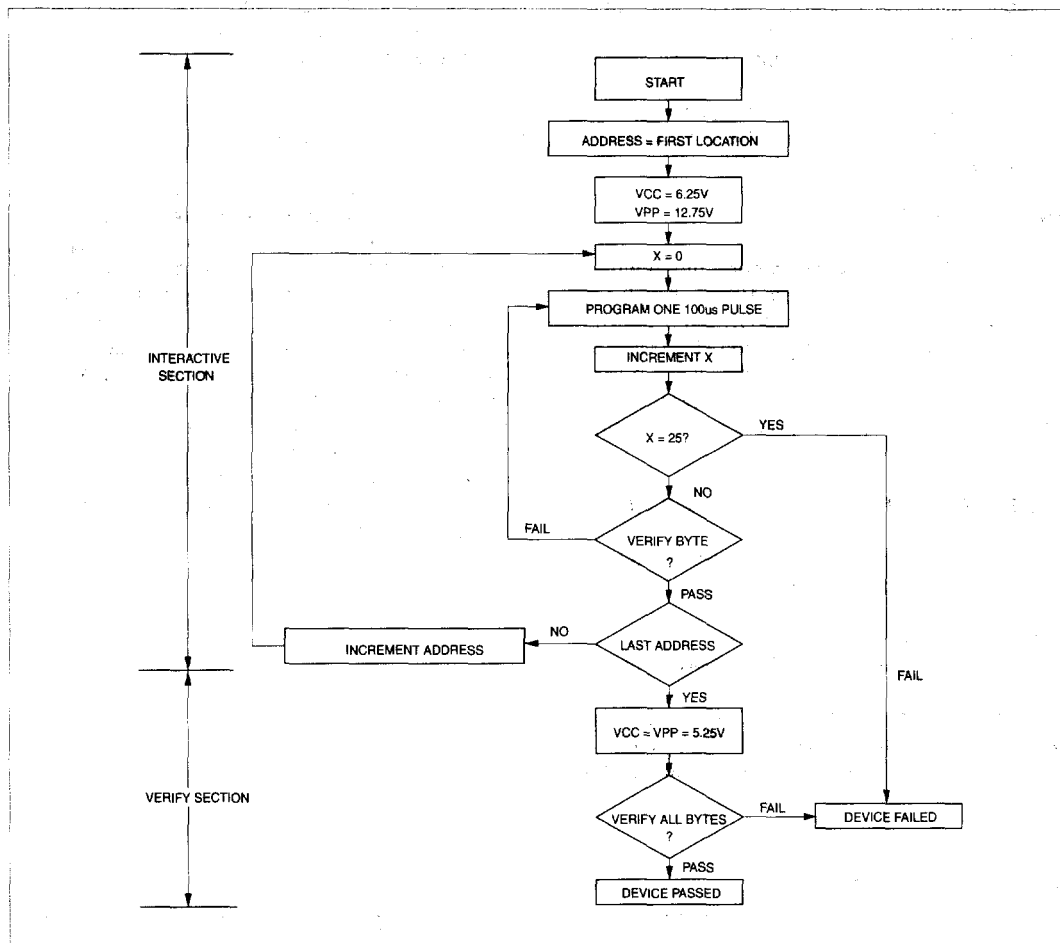 START
ADDRESS = FIRST LOCATION
VCC = 6.25V
VPP = 12.75V
X = 0
PROGRAM ONE 100us PULSE
INTERACTIVE
SECTION
INCREMENT X
X = 25?
YES
NO
FAIL
VERIFY BYTE
?
PASS
NO
LAST ADDRESS
INCREMENT ADDRESS
FAIL
YES
VCC = VPP = 5.25V
VERIFY SECTION
VERIFY ALL BYTES
?
FAIL
DEVICE FAILED
PASS
DEVICE PASSED